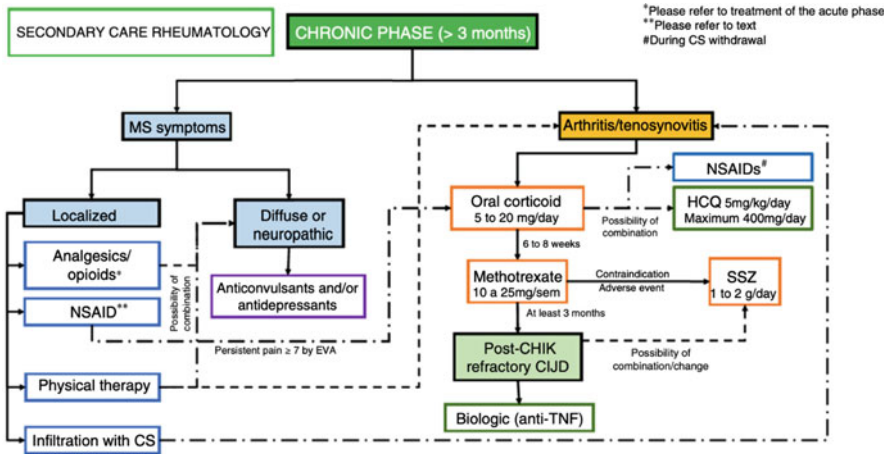 *Please refer to treatment of the acute phase
**Please refer to text
#During CS withdrawal
SECONDARY CARE RHEUMATOLOGY
CHRONIC PHASE (> 3 months)
MS symptoms
Arthritis/tenosynovitis
Localized
Diffuse or
neuropathic
Analgesics/
opioids*
Possibility of
combination
Anticonvulsants and/or
antidepressants
NSAID**
Persistent pain ≥ 7 by EVA
Physical therapy
Infiltration with CS
Oral corticoid
5 to 20 mg/day
Possibility of
combination
NSAIDs#
HCQ 5mg/kg/day
Maximum 400mg/day
6 to 8 weeks
Methotrexate
10 a 25mg/sem
Contraindication
Adverse event
SSZ
1 to 2 g/day
At least 3 months
Post-CHIK
refractory CIJD
Possibility of
combination/change
Biologic (anti-TNF)